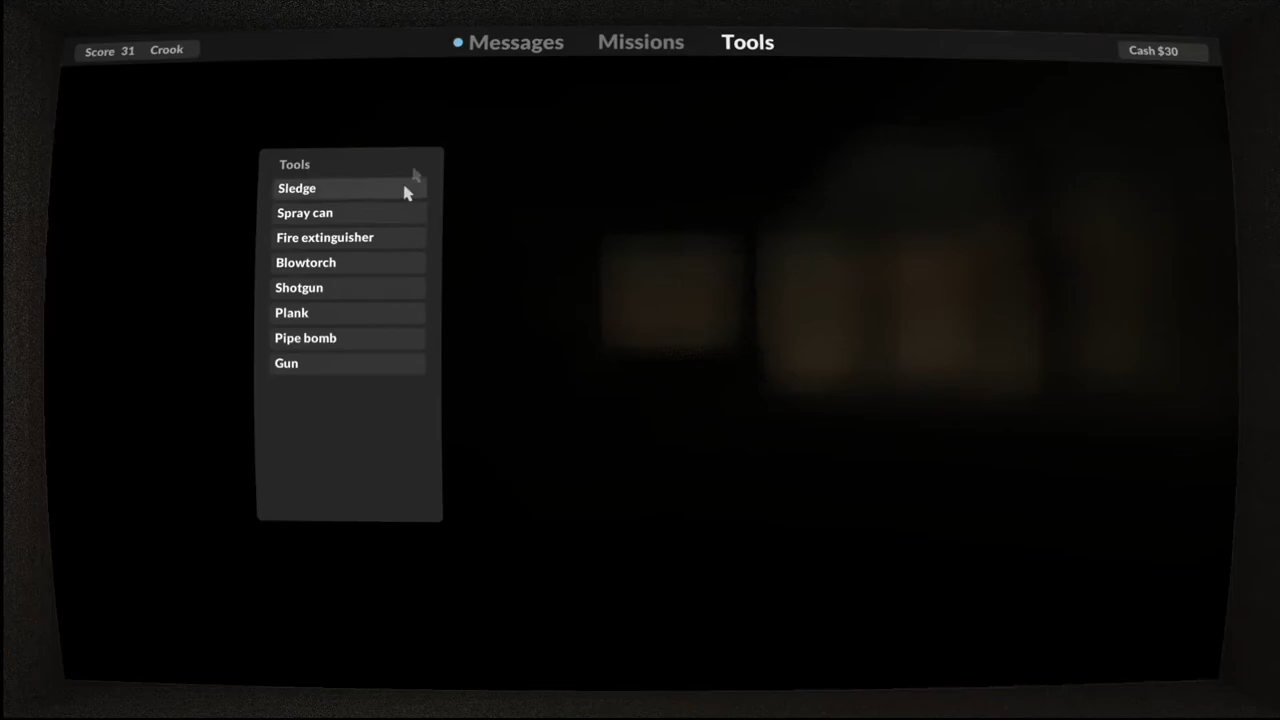 Score 31 Crook
Messages Missions Tools
Cash $30
Tools
Sledge
Spray can
Fire extinguisher
Blowtorch
Shotgun
Plank
Pipe bomb
Gun